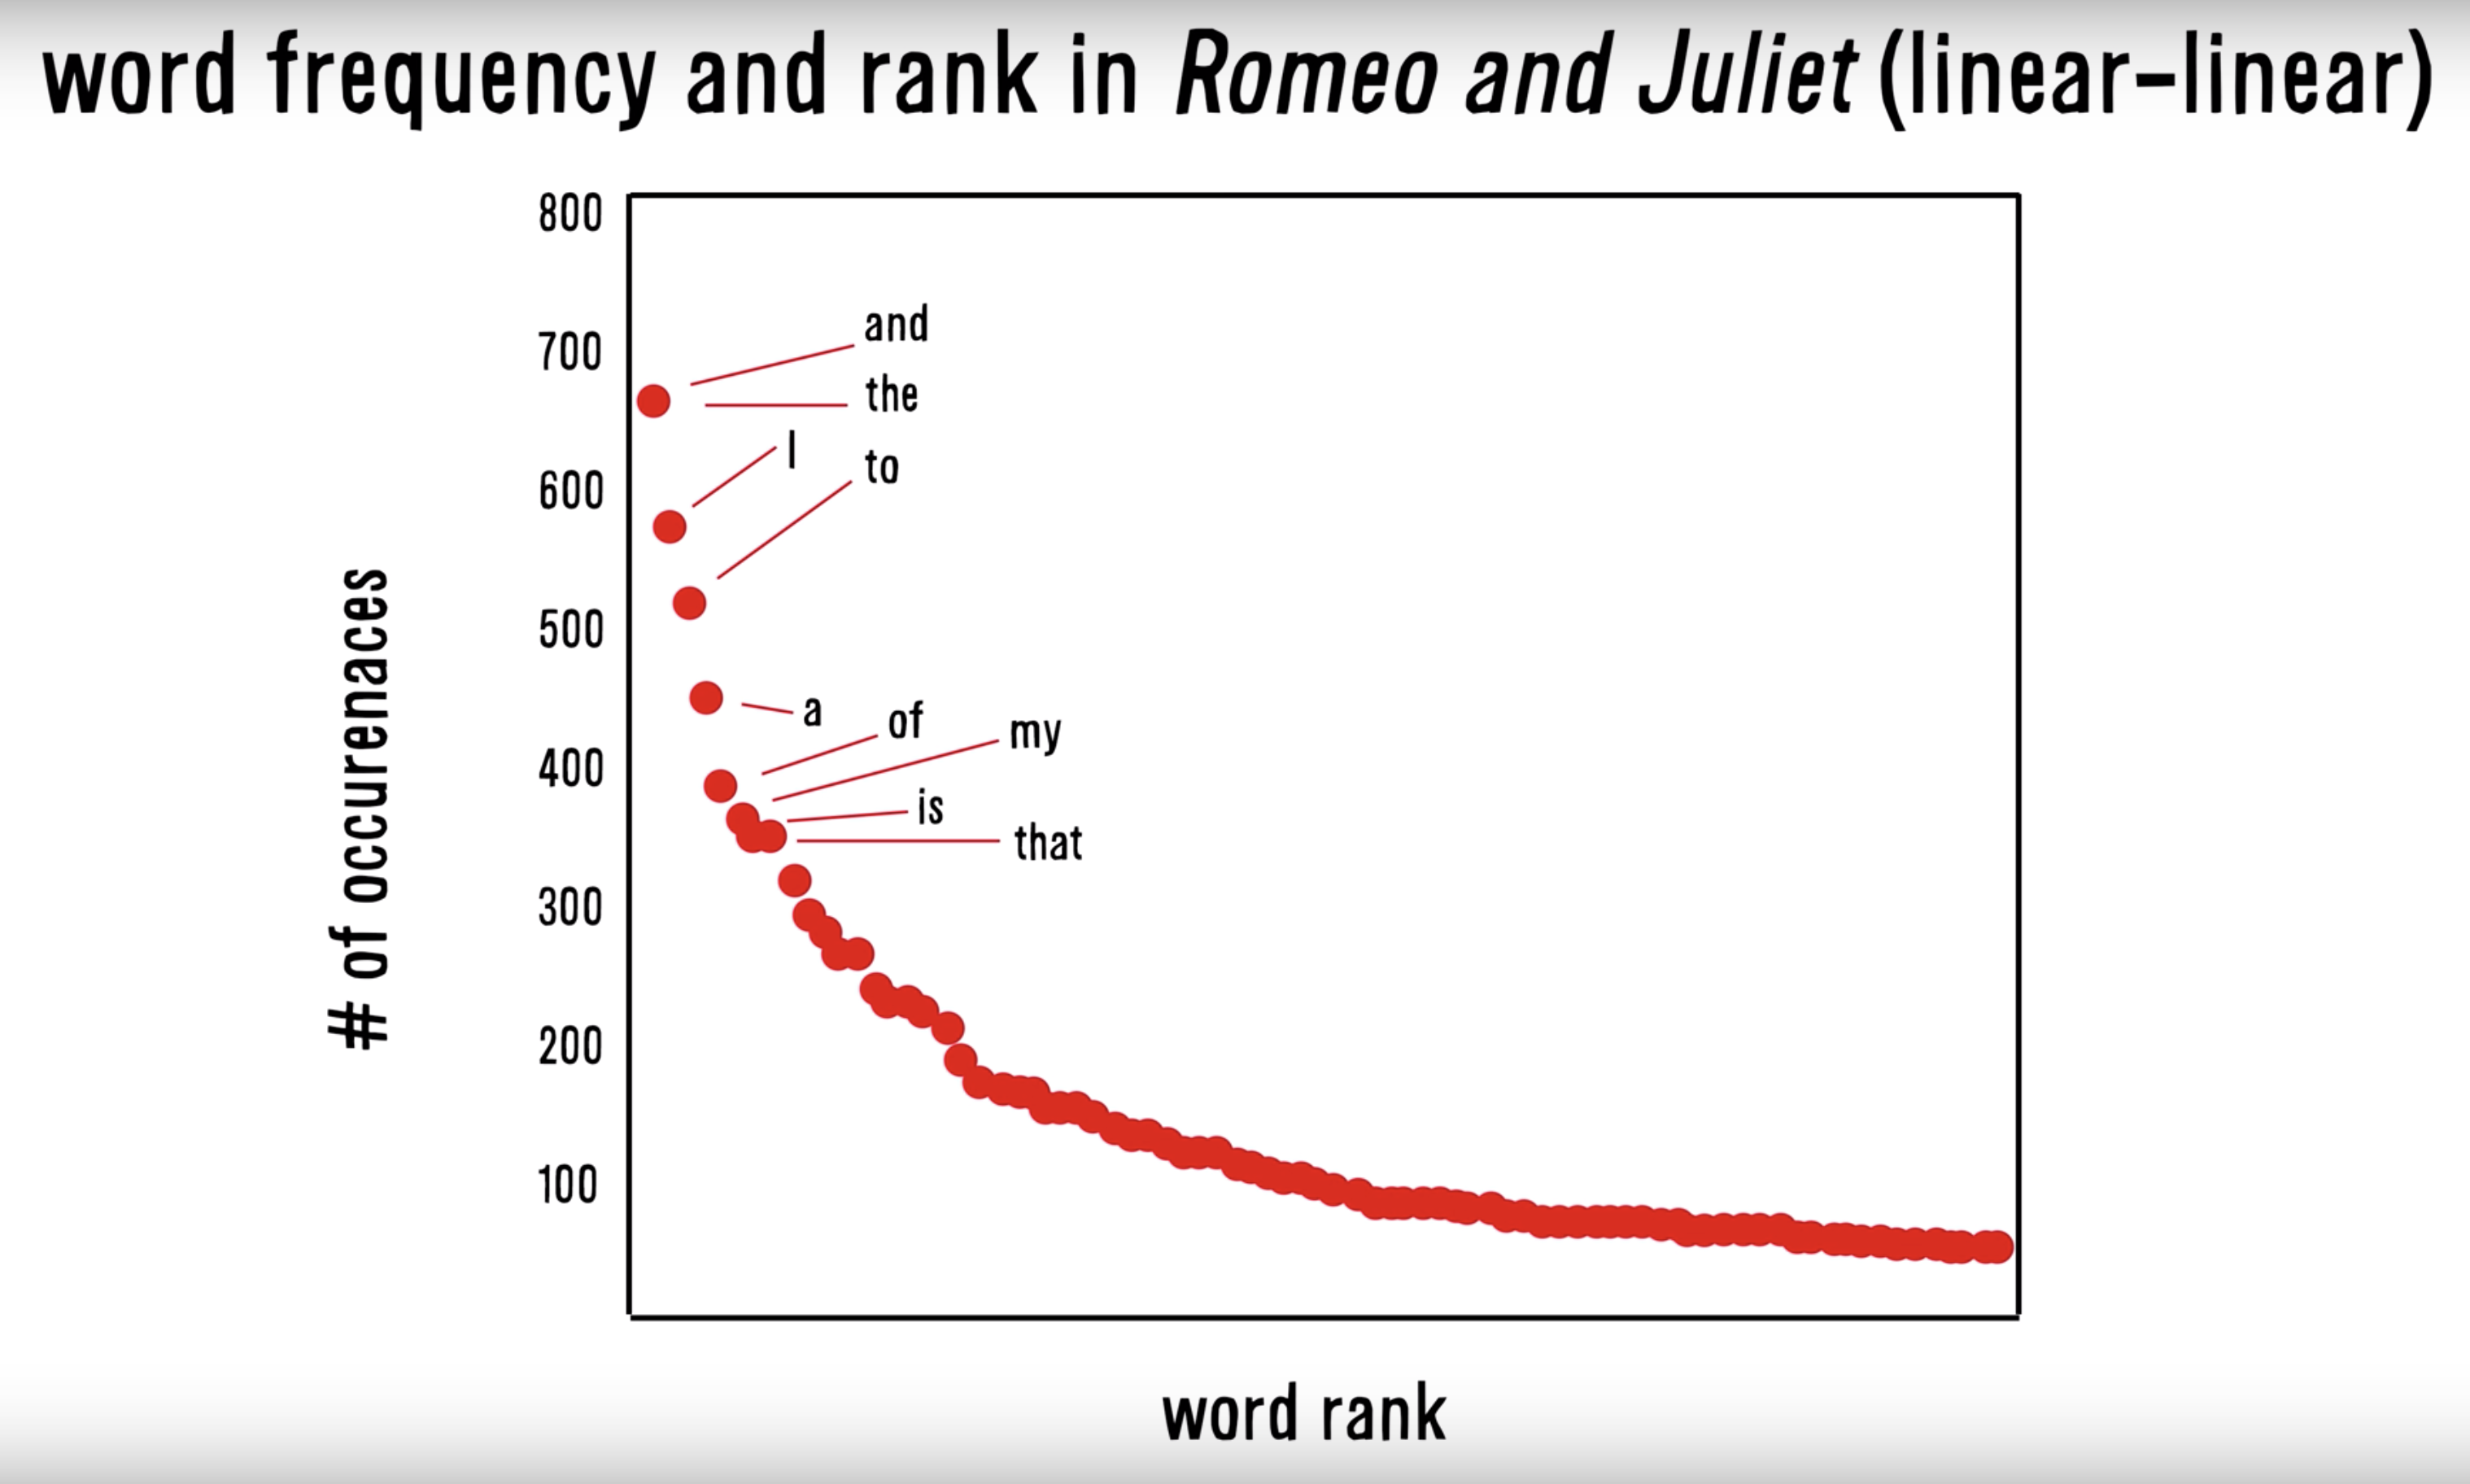 word frequency and rank in Romeo and Juliet (linear-linear)
800
700
600
500
400
300
200
100
# of occurenaces
and
the
I
to
a
of
my
is
that
word rank